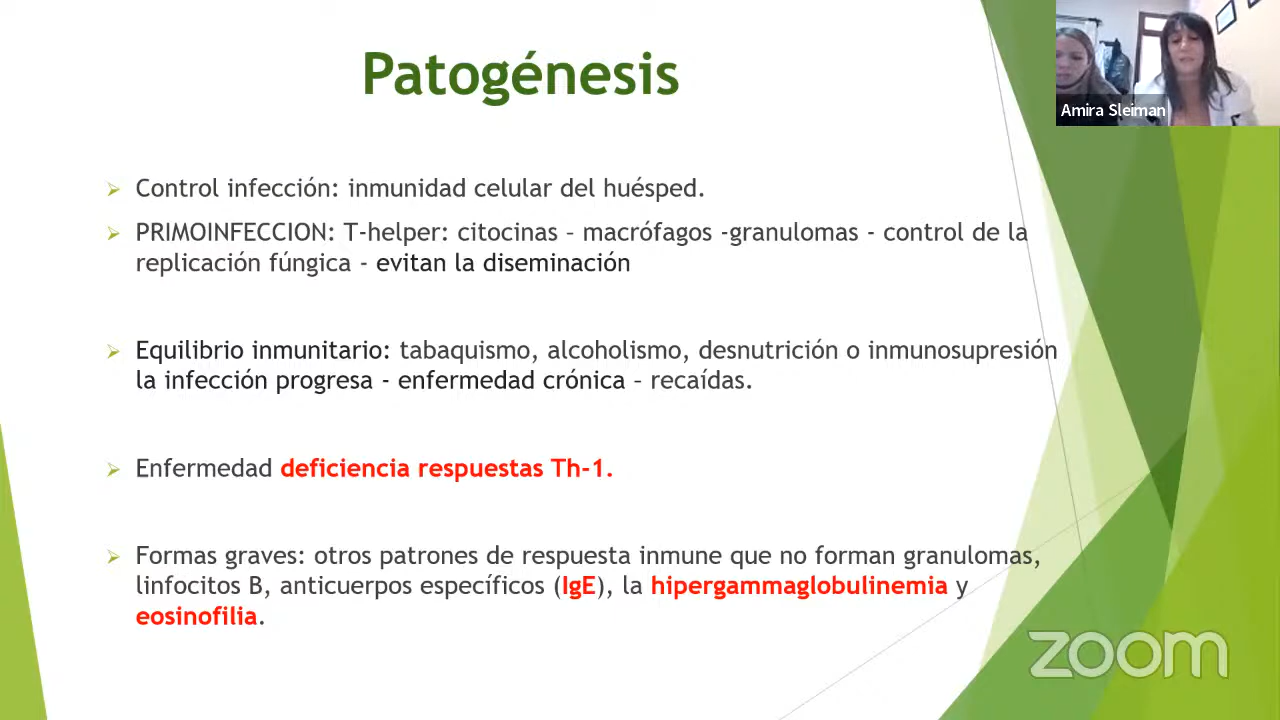 Patogénesis
Amira Sleiman
Control infección: inmunidad celular del huésped.
PRIMOINFECCION: T-helper: citocinas – macrófagos -granulomas - control de la
replicación fúngica - evitan la diseminación
Equilibrio inmunitario: tabaquismo, alcoholismo, desnutrición o inmunosupresión
la infección progresa - enfermedad crónica – recaídas.
Enfermedad deficiencia respuestas Th-1.
Formas graves: otros patrones de respuesta inmune que no forman granulomas,
linfocitos B, anticuerpos específicos (IgE), la hipergammaglobulinemia y
eosinofilia.
zoom